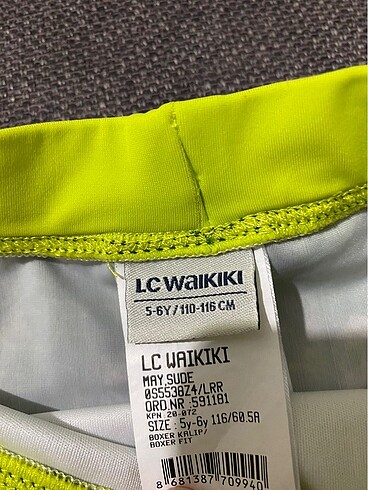 LC WAIKIKI
5-6Y / 110-116 CM
LC WAIKIKI
MAY,SUDE
0S5538Z4/LRR
ORD.NR :591181
KPN: 20-072
SIZE : 5y-6y 116/60.5A
BOXER KALIP/
BOXER FIT
8 681387 709940